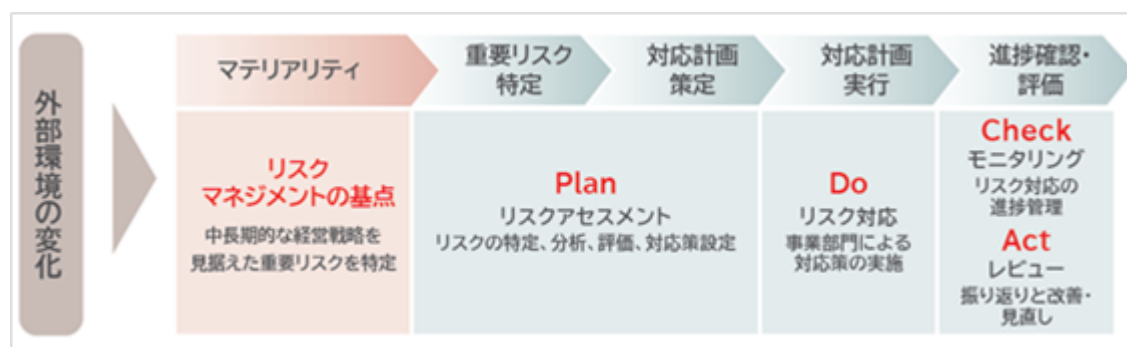 外部環境の変化
マテリアリティ
重要リスク
特定
対応計画
策定
対応計画
実行
進捗確認・
評価
リスク
マネジメントの基点
中長期的な経営戦略を
見据えた重要リスクを特定
Plan
リスクアセスメント
リスクの特定、分析、評価、対応策設定
Do
リスク対応
事業部門による
対応策の実施
Check
モニタリング
リスク対応の
進捗管理
Act
レビュー
振り返りと改善・
見直し